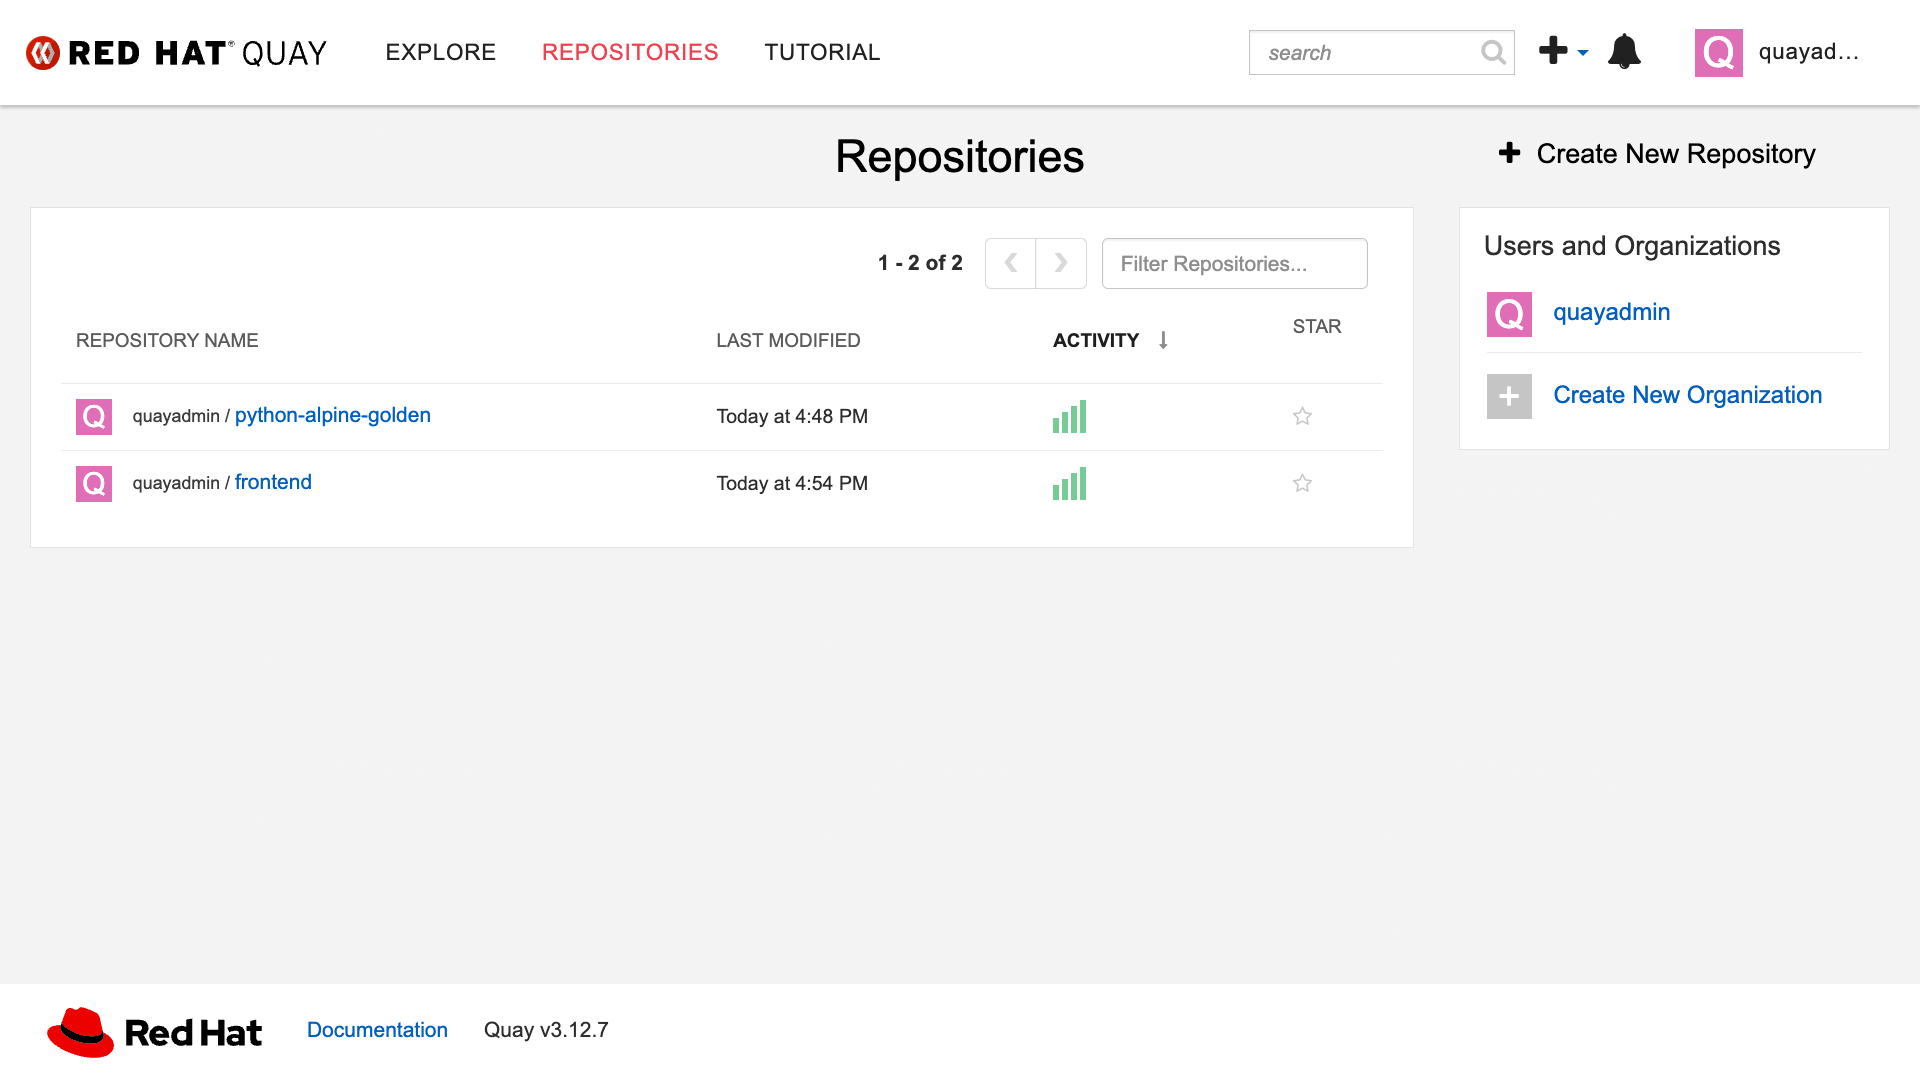 RED HAT® QUAY EXPLORE REPOSITORIES TUTORIAL search quayad...
Repositories
Create New Repository
1 - 2 of 2 Filter Repositories...
REPOSITORY NAME LAST MODIFIED ACTIVITY STAR
Q quayadmin / python-alpine-golden Today at 4:48 PM
Q quayadmin / frontend Today at 4:54 PM
Users and Organizations
Q quayadmin
Create New Organization
Red Hat Documentation Quay v3.12.7